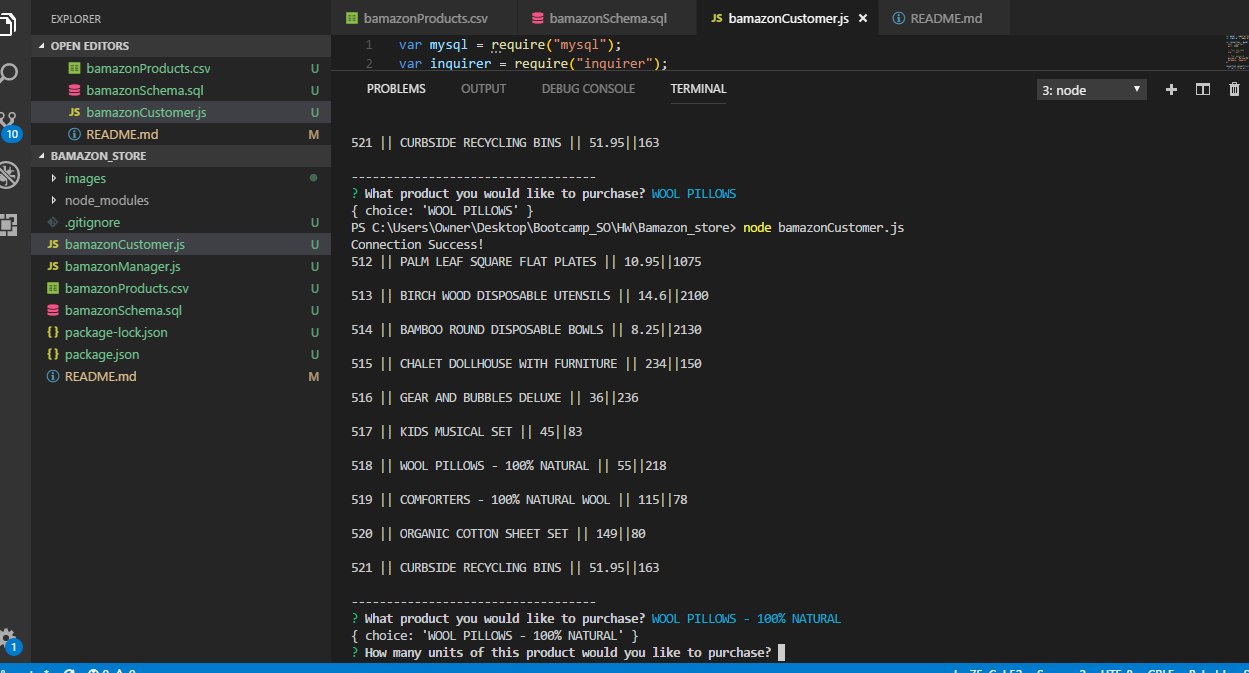 EXPLORER
OPEN EDITORS
bamazonProducts.csv U
bamazonSchema.sql U
JS bamazonCustomer.js U
README.md M
BAMAZON_STORE
images
node_modules
.gitignore U
JS bamazonCustomer.js U
JS bamazonManager.js U
bamazonProducts.csv U
bamazonSchema.sql U
{} package-lock.json U
{} package.json U
README.md M
10
1
bamazonProducts.csv bamazonSchema.sql JS bamazonCustomer.js × README.md
1 var mysql = require("mysql");
2 var inquirer = require("inquirer");
PROBLEMS OUTPUT DEBUG CONSOLE TERMINAL 3: node
521 || CURBSIDE RECYCLING BINS || 51.95||163
-----------------------------------
? What product you would like to purchase? WOOL PILLOWS
{ choice: 'WOOL PILLOWS' }
PS C:\Users\Owner\Desktop\Bootcamp_SO\HW\Bamazon_store> node bamazonCustomer.js
Connection Success!
512 || PALM LEAF SQUARE FLAT PLATES || 10.95||1075
513 || BIRCH WOOD DISPOSABLE UTENSILS || 14.6||2100
514 || BAMBOO ROUND DISPOSABLE BOWLS || 8.25||2130
515 || CHALET DOLLHOUSE WITH FURNITURE || 234||150
516 || GEAR AND BUBBLES DELUXE || 36||236
517 || KIDS MUSICAL SET || 45||83
518 || WOOL PILLOWS - 100% NATURAL || 55||218
519 || COMFORTERS - 100% NATURAL WOOL || 115||78
520 || ORGANIC COTTON SHEET SET || 149||80
521 || CURBSIDE RECYCLING BINS || 51.95||163
-----------------------------------
? What product you would like to purchase? WOOL PILLOWS - 100% NATURAL
{ choice: 'WOOL PILLOWS - 100% NATURAL' }
? How many units of this product would you like to purchase?